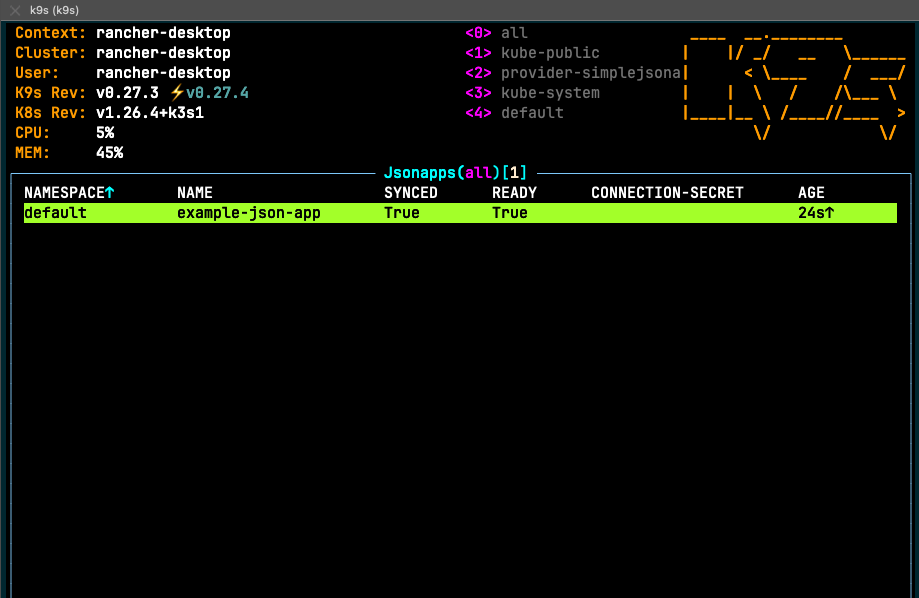 k9s (k9s)
Context: rancher-desktop <0> all
Cluster: rancher-desktop <1> kube-public
User: rancher-desktop <2> provider-simplejsona
K9s Rev: v0.27.3 ⚡v0.27.4 <3> kube-system
K8s Rev: v1.26.4+k3s1 <4> default
CPU: 5%
MEM: 45%
Jsonapps(all)[1]
NAMESPACE↑ NAME SYNCED READY CONNECTION-SECRET AGE
default example-json-app True True 24s↑